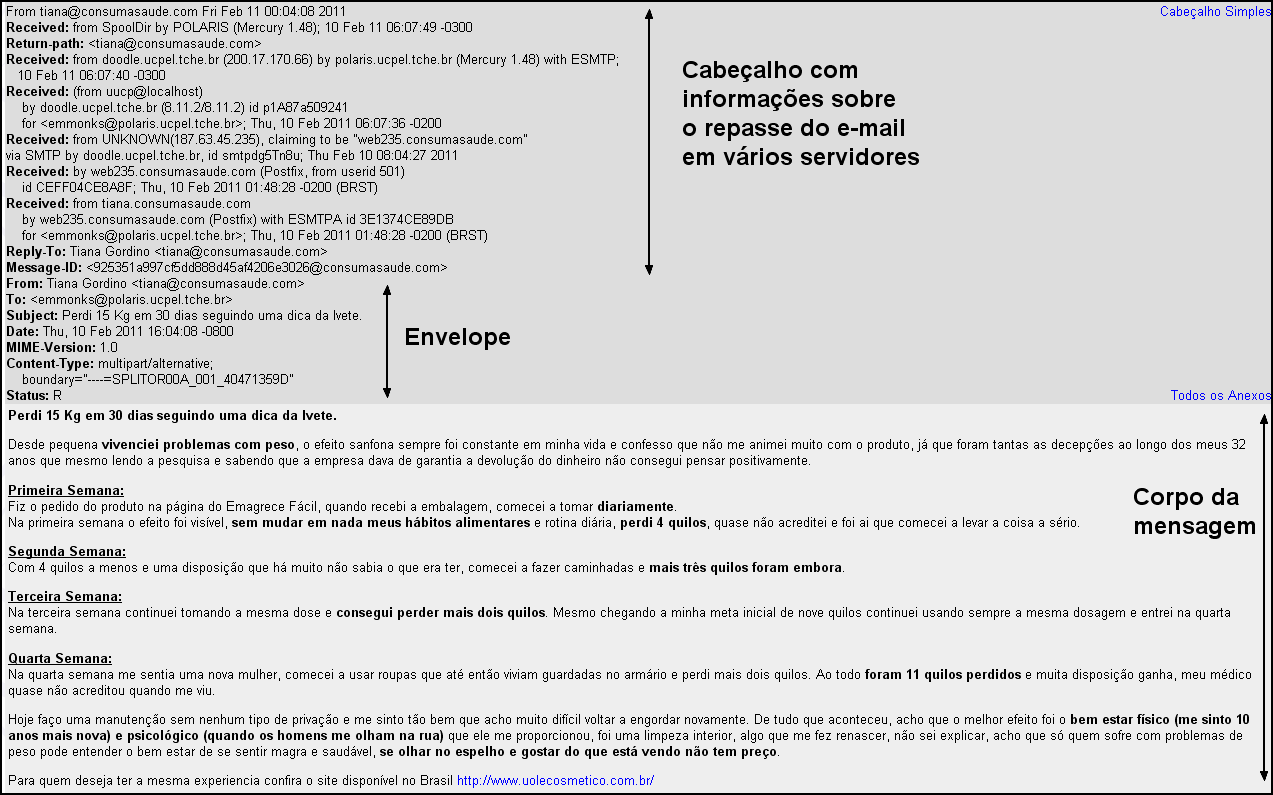 From tiana@consumasaude.com Fri Feb 11 00:04:08 2011
Cabeçalho Simples
Received: from SpoolDir by POLARIS (Mercury 1.48); 10 Feb 11 06:07:49 -0300
Return-path: <tiana@consumasaude.com>
Received: from doodle.ucpel.tche.br (200.17.170.66) by polaris.ucpel.tche.br (Mercury 1.48) with ESMTP;
10 Feb 11 06:07:40 -0300
Received: (from uucp@localhost)
by doodle.ucpel.tche.br (8.11.2/8.11.2) id p1A87a509241
for <emmonks@polaris.ucpel.tche.br>; Thu, 10 Feb 2011 06:07:36 -0200
Received: from UNKNOWN(187.63.45.235), claiming to be "web235.consumasaude.com"
via SMTP by doodle.ucpel.tche.br, id smtpdg5Tn8u; Thu Feb 10 08:04:27 2011
Received: by web235.consumasaude.com (Postfix, from userid 501)
id CEFF04CE8A8F; Thu, 10 Feb 2011 01:48:28 -0200 (BRST)
Received: from tiana.consumasaude.com
by web235.consumasaude.com (Postfix) with ESMTPA id 3E1374CE89DB
for <emmonks@polaris.ucpel.tche.br>; Thu, 10 Feb 2011 01:48:28 -0200 (BRST)
Reply-To: Tiana Gordino <tiana@consumasaude.com>
Message-ID: <925351a997cf5dd888d45af4206e3026@consumasaude.com>
Cabeçalho com
informações sobre
o repasse do e-mail
em vários servidores
From: Tiana Gordino <tiana@consumasaude.com>
To: <emmonks@polaris.ucpel.tche.br>
Subject: Perdi 15 Kg em 30 dias seguindo uma dica da Ivete.
Date: Thu, 10 Feb 2011 16:04:08 -0800
MIME-Version: 1.0
Content-Type: multipart/alternative;
boundary="----=SPLITOR00A_001_40471359D"
Status: R
Envelope
Todos os Anexos
Perdi 15 Kg em 30 dias seguindo uma dica da Ivete.
Desde pequena vivenciei problemas com peso, o efeito sanfona sempre foi constante em minha vida e confesso que não me animei muito com o produto, já que foram tantas as decepções ao longo dos meus 32
anos que mesmo lendo a pesquisa e sabendo que a empresa dava de garantia a devolução do dinheiro não consegui pensar positivamente.
Primeira Semana:
Fiz o pedido do produto na página do Emagrece Fácil, quando recebi a embalagem, comecei a tomar diariamente.
Na primeira semana o efeito foi visível, sem mudar em nada meus hábitos alimentares e rotina diária, perdi 4 quilos, quase não acreditei e foi ai que comecei a levar a coisa a sério.
Segunda Semana:
Com 4 quilos a menos e uma disposição que há muito não sabia o que era ter, comecei a fazer caminhadas e mais três quilos foram embora.
Terceira Semana:
Na terceira semana continuei tomando a mesma dose e consegui perder mais dois quilos. Mesmo chegando a minha meta inicial de nove quilos continuei usando sempre a mesma dosagem e entrei na quarta
semana.
Quarta Semana:
Na quarta semana me sentia uma nova mulher, comecei a usar roupas que até então viviam guardadas no armário e perdi mais dois quilos. Ao todo foram 11 quilos perdidos e muita disposição ganha, meu médico
quase não acreditou quando me viu.
Hoje faço uma manutenção sem nenhum tipo de privação e me sinto tão bem que acho muito difícil voltar a engordar novamente. De tudo que aconteceu, acho que o melhor efeito foi o bem estar físico (me sinto 10
anos mais nova) e psicológico (quando os homens me olham na rua) que ele me proporcionou, foi uma limpeza interior, algo que me fez renascer, não sei explicar, acho que só quem sofre com problemas de
peso pode entender o bem estar de se sentir magra e saudável, se olhar no espelho e gostar do que está vendo não tem preço.
Para quem deseja ter a mesma experiencia confira o site disponível no Brasil http://www.uolecosmetico.com.br/
Corpo da
mensagem